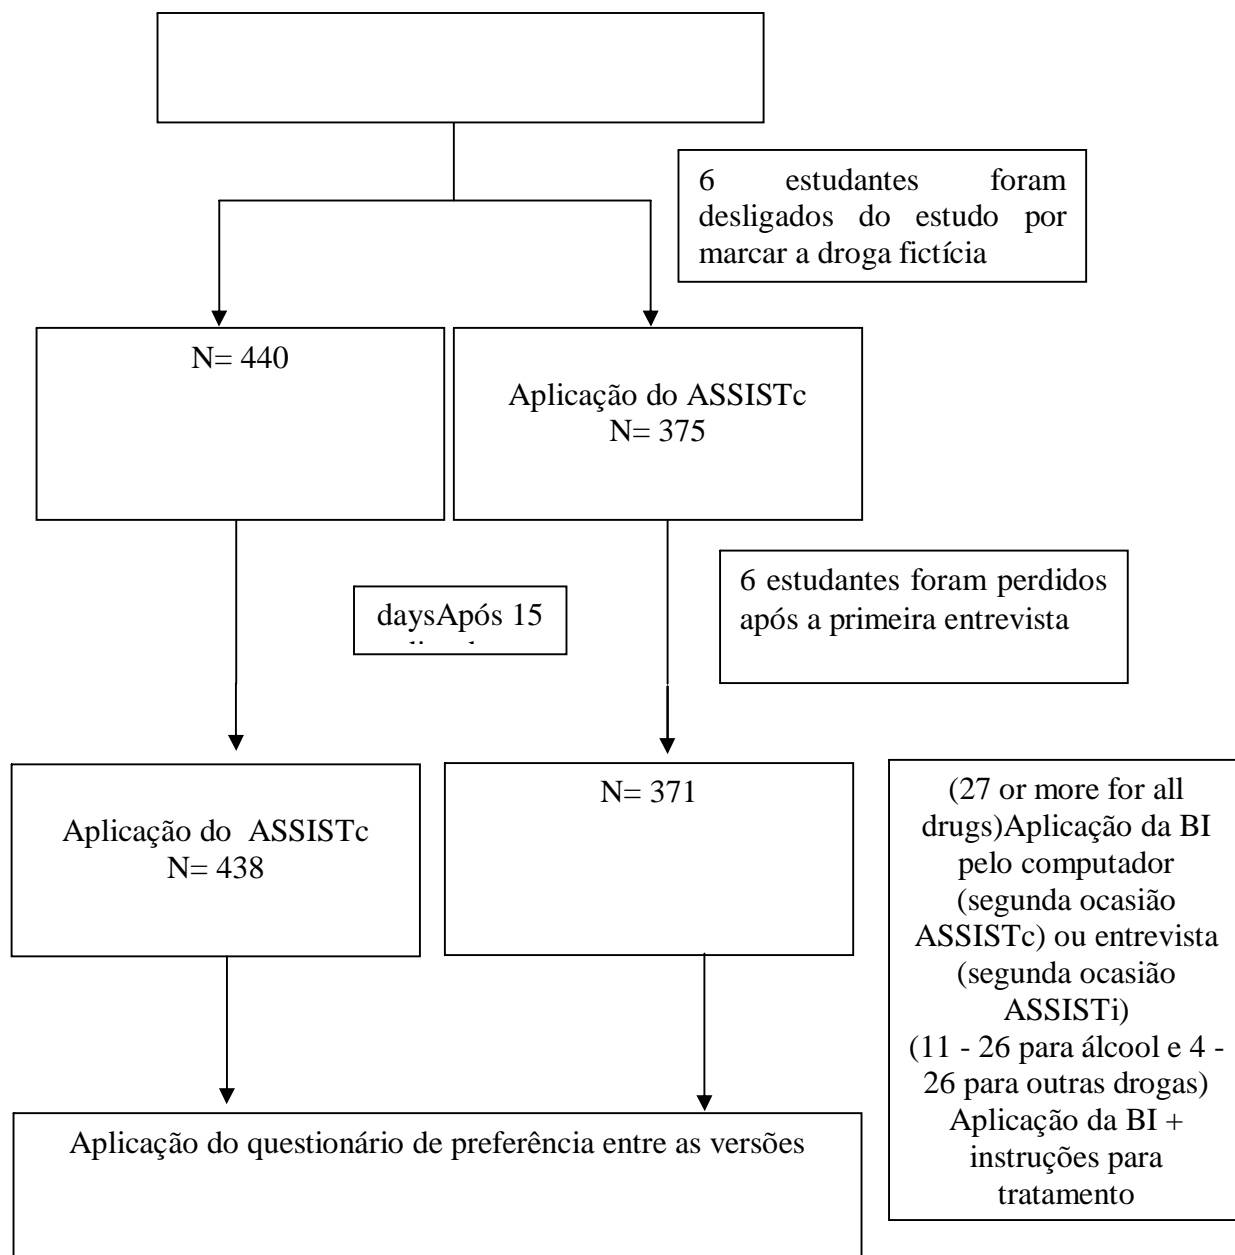 6 estudantes foram
desligados do estudo por
marcar a droga fictícia
N= 440
Aplicação do ASSISTc
N= 375
6 estudantes foram perdidos
após a primeira entrevista
daysApós 15
Aplicação do ASSISTc
N= 438
N= 371
(27 or more for all
drugs)Aplicação da BI
pelo computador
(segunda ocasião
ASSISTc) ou entrevista
(segunda ocasião
ASSISTi)
(11 - 26 para álcool e 4 -
26 para outras drogas)
Aplicação da BI +
instruções para
tratamento
Aplicação do questionário de preferência entre as versões